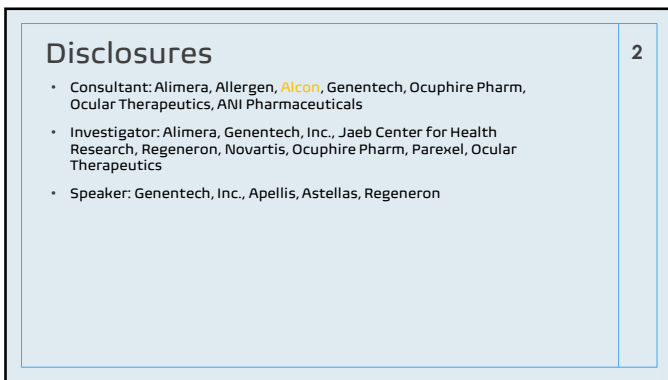 Disclosures
2
• Consultant: Alimera, Allergen, Alcon, Genentech, Ocuphire Pharm,
Ocular Therapeutics, ANI Pharmaceuticals
• Investigator: Alimera, Genentech, Inc., Jaeb Center for Health
Research, Regeneron, Novartis, Ocuphire Pharm, Parexel, Ocular
Therapeutics
• Speaker: Genentech, Inc., Apellis, Astellas, Regeneron